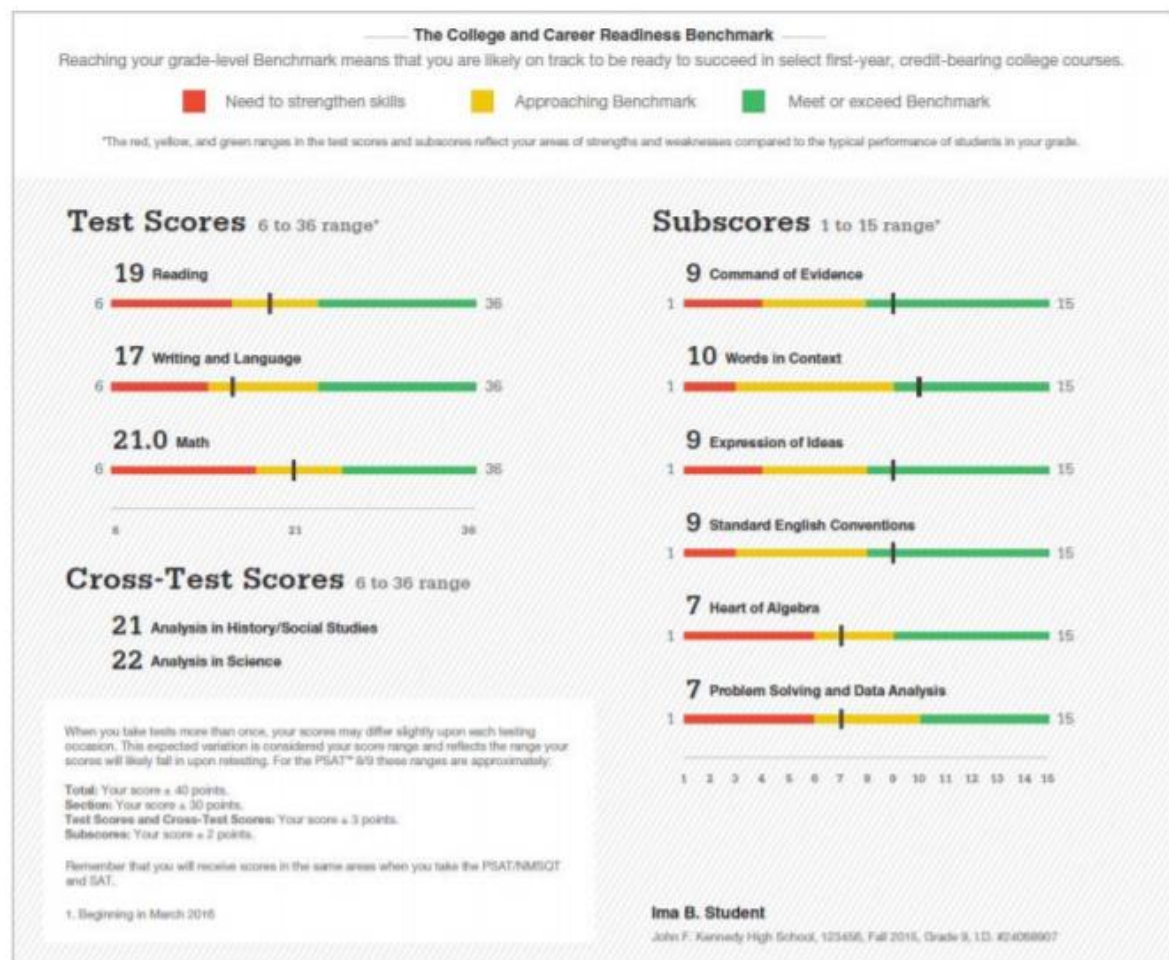 The College and Career Readiness Benchmark
Reaching your grade-level Benchmark means that you are likely on track to be ready to succeed in select first-year, credit-bearing college courses.
Need to strengthen skills
Approaching Benchmark
Meet or exceed Benchmark
*The red, yellow, and green ranges in the test scores and subscores reflect your areas of strengths and weaknesses compared to the typical performance of students in your grade.
Test Scores 6 to 36 range*
19 Reading
6 36
17 Writing and Language
6 36
21.0 Math
6 36
6 21 36
Cross-Test Scores 6 to 36 range
21 Analysis in History/Social Studies
22 Analysis in Science
When you take tests more than once, your scores may differ slightly upon each testing
occasion. This expected variation is considered your score range and reflects the range your
scores will likely fall in upon retesting. For the PSAT™ 8/9 these ranges are approximately:
Total: Your score ± 40 points.
Section: Your score ± 30 points.
Test Scores and Cross-Test Scores: Your score ± 3 points.
Subscores: Your score ± 2 points.
Remember that you will receive scores in the same areas when you take the PSAT/NMSQT
and SAT.
1. Beginning in March 2016
Subscores 1 to 15 range*
9 Command of Evidence
1 15
10 Words in Context
1 15
9 Expression of Ideas
1 15
9 Standard English Conventions
1 15
7 Heart of Algebra
1 15
7 Problem Solving and Data Analysis
1 15
1 2 3 4 5 6 7 8 9 10 11 12 13 14 15
Ima B. Student
John F. Kennedy High School, 123456, Fall 2015, Grade 9, I.D. #24068907